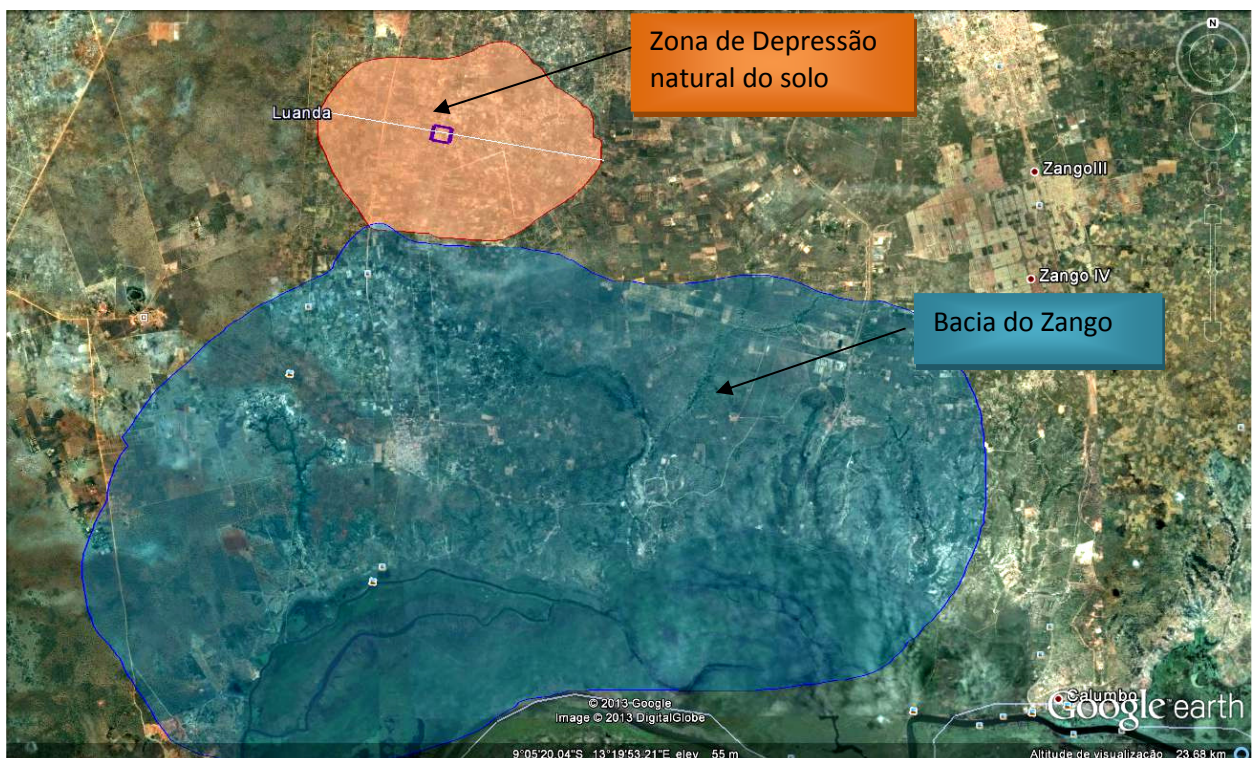 N
Zona de Depressão
natural do solo
Luanda
ZangoIII
Zango IV
Bacia do Zango
Calumbo
Google earth
© 2013 Google
Image © 2013 DigitalGlobe
9°05'20.04"S 13°19'53.21"E elev 55 m
Altitude de visualização 23.68 km